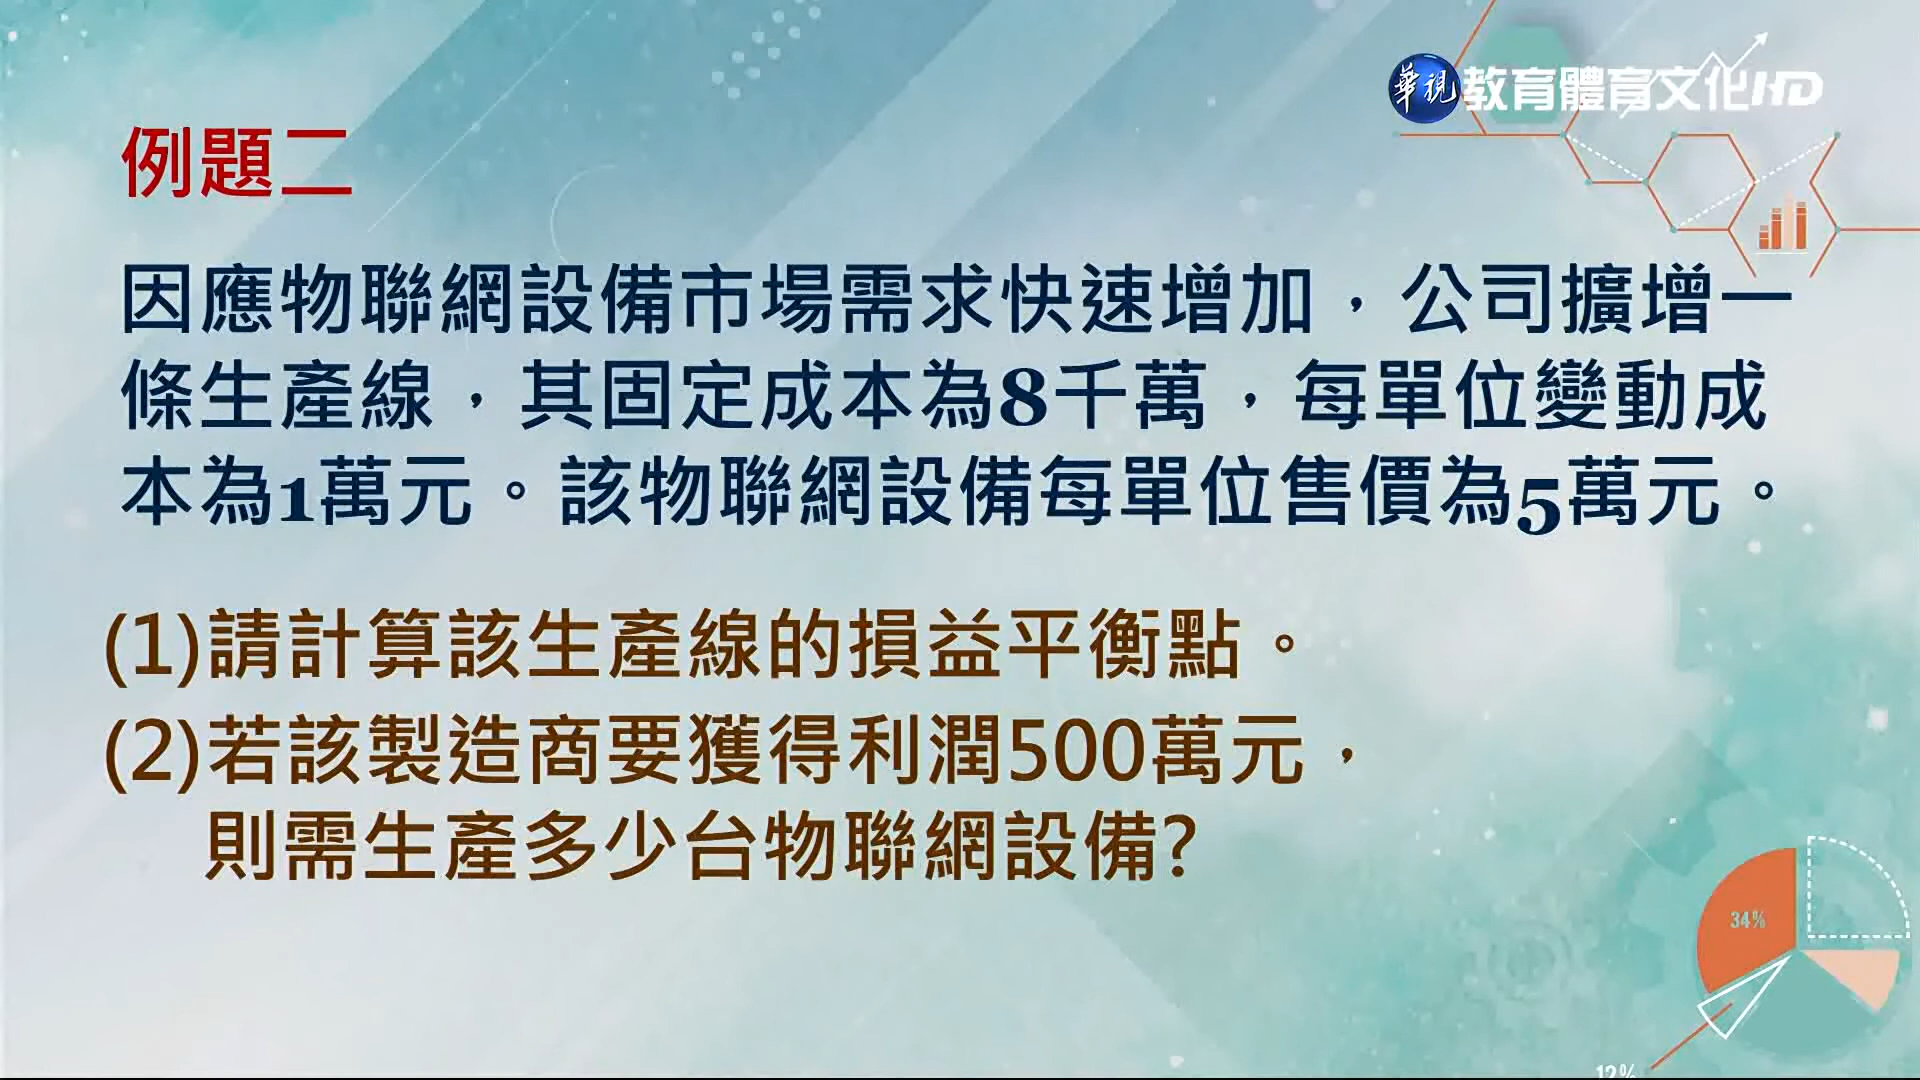 華視 教育體育文化HD
例題二
因應物聯網設備市場需求快速增加，公司擴增一
條生產線，其固定成本為8千萬，每單位變動成
本為1萬元。該物聯網設備每單位售價為5萬元。
(1)請計算該生產線的損益平衡點。
(2)若該製造商要獲得利潤500萬元，
則需生產多少台物聯網設備?
34%
12%